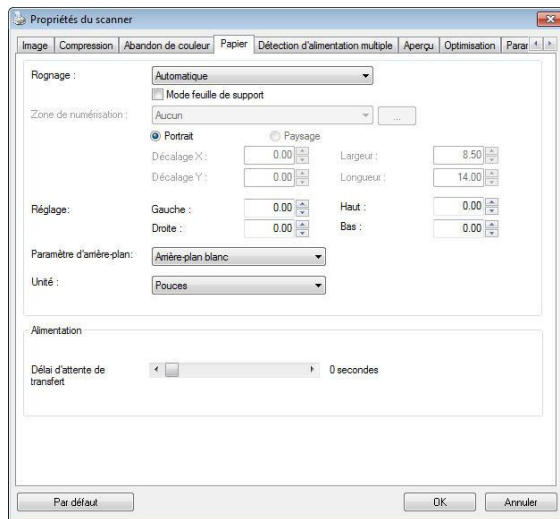 Propriétés du scanner
Image Compression Abandon de couleur Papier Détection d'alimentation multiple Aperçu Optimisation Parar
Rognage : Automatique
Mode feuille de support
Zone de numérisation : Aucun ...
Portrait Paysage
Décalage X : 0.00 Largeur : 8.50
Décalage Y : 0.00 Longueur : 14.00
Réglage: Gauche : 0.00 Haut : 0.00
Droite : 0.00 Bas : 0.00
Paramètre d'arrière-plan: Arrière-plan blanc
Unité : Pouces
Alimentation
Délai d'attente de transfert 0 secondes
Par défaut OK Annuler